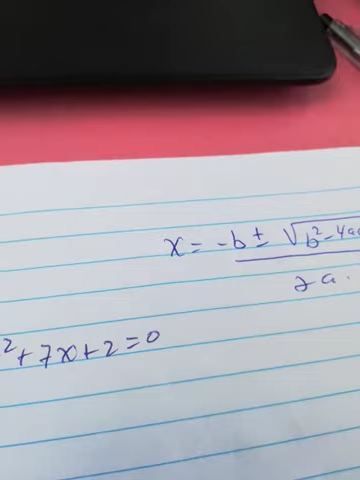 x = -b ± √b²-4a
2a.
²+7x+2=0